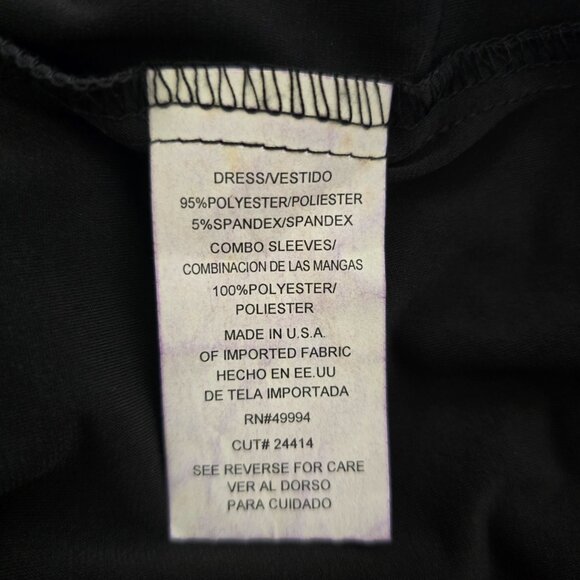 DRESS/VESTIDO
95%POLYESTER/POLIESTER
5%SPANDEX/SPANDEX
COMBO SLEEVES/
COMBINACION DE LAS MANGAS
100%POLYESTER/
POLIESTER
MADE IN U.S.A.
OF IMPORTED FABRIC
HECHO EN EE.UU
DE TELA IMPORTADA
RN#49994
CUT# 24414
SEE REVERSE FOR CARE
VER AL DORSO
PARA CUIDADO